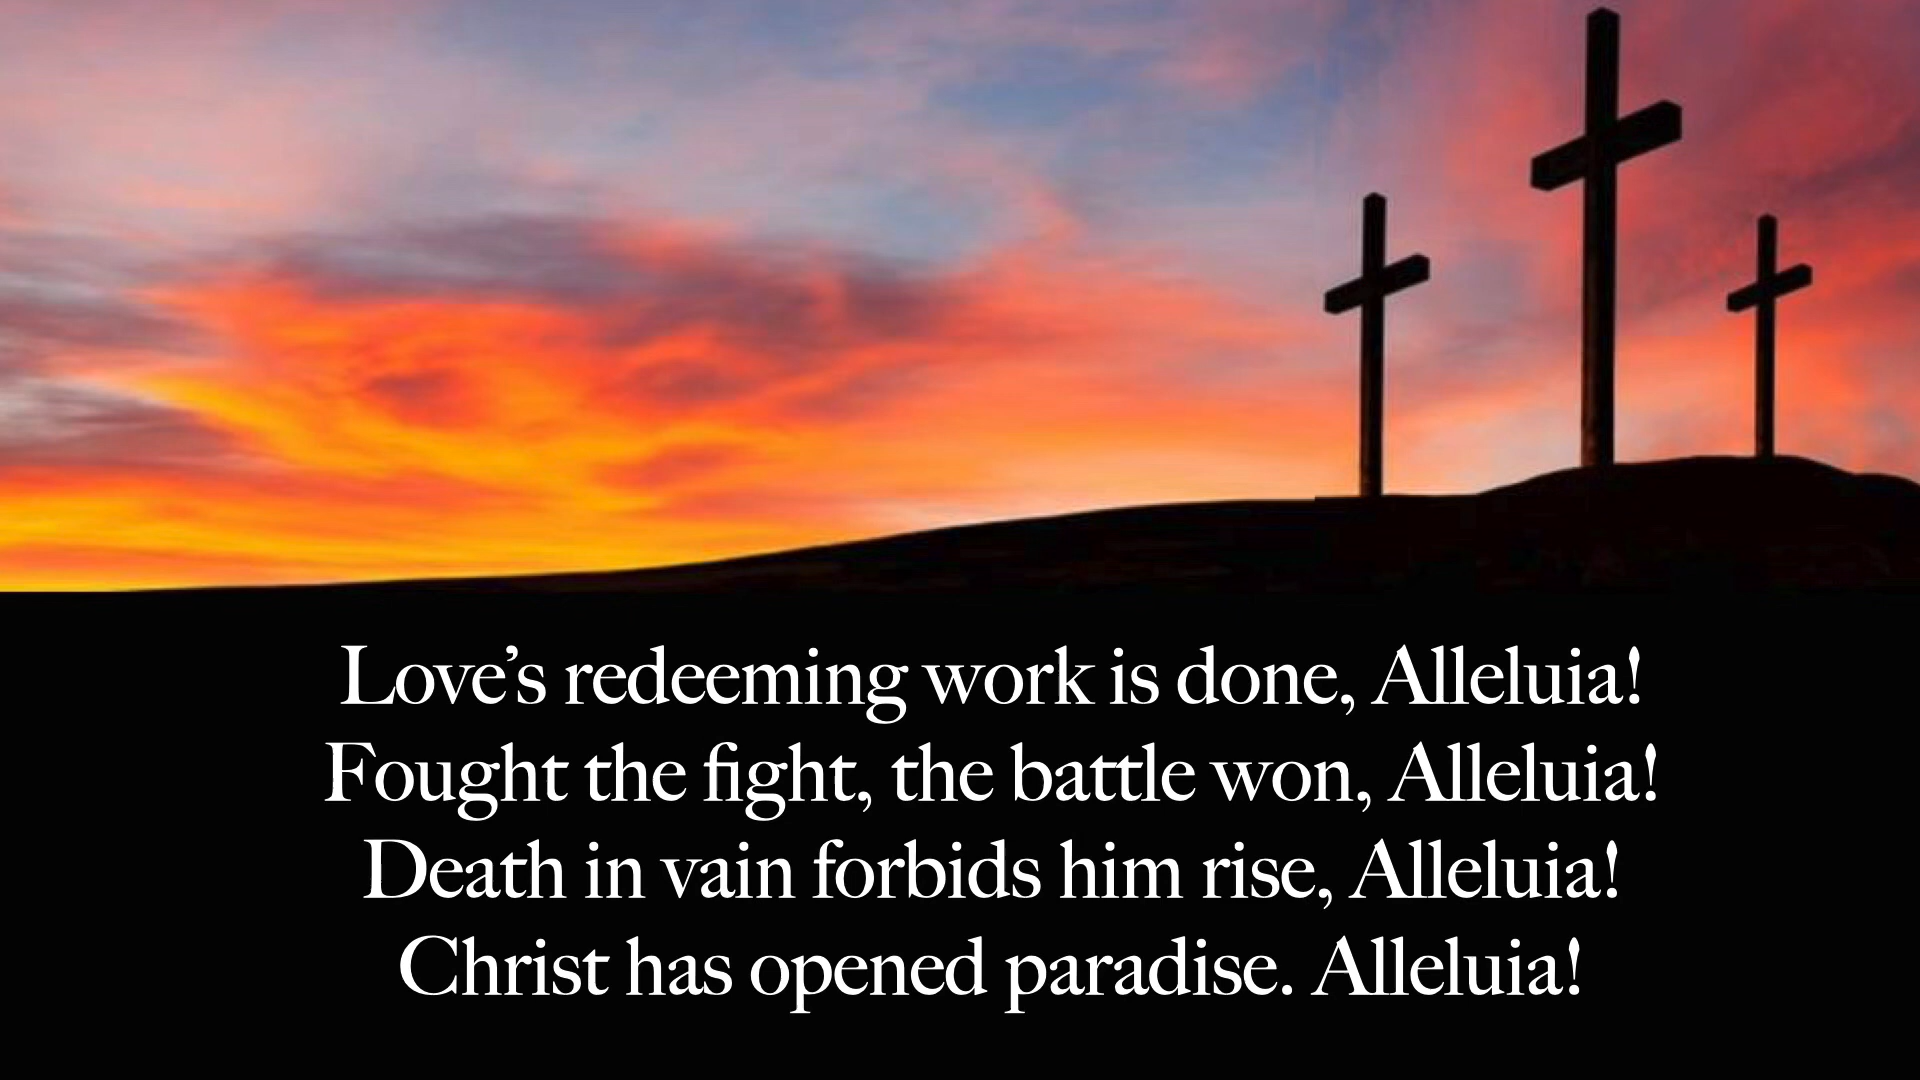 Love’s redeeming work is done, Alleluia!
Fought the fight, the battle won, Alleluia!
Death in vain forbids him rise, Alleluia!
Christ has opened paradise. Alleluia!